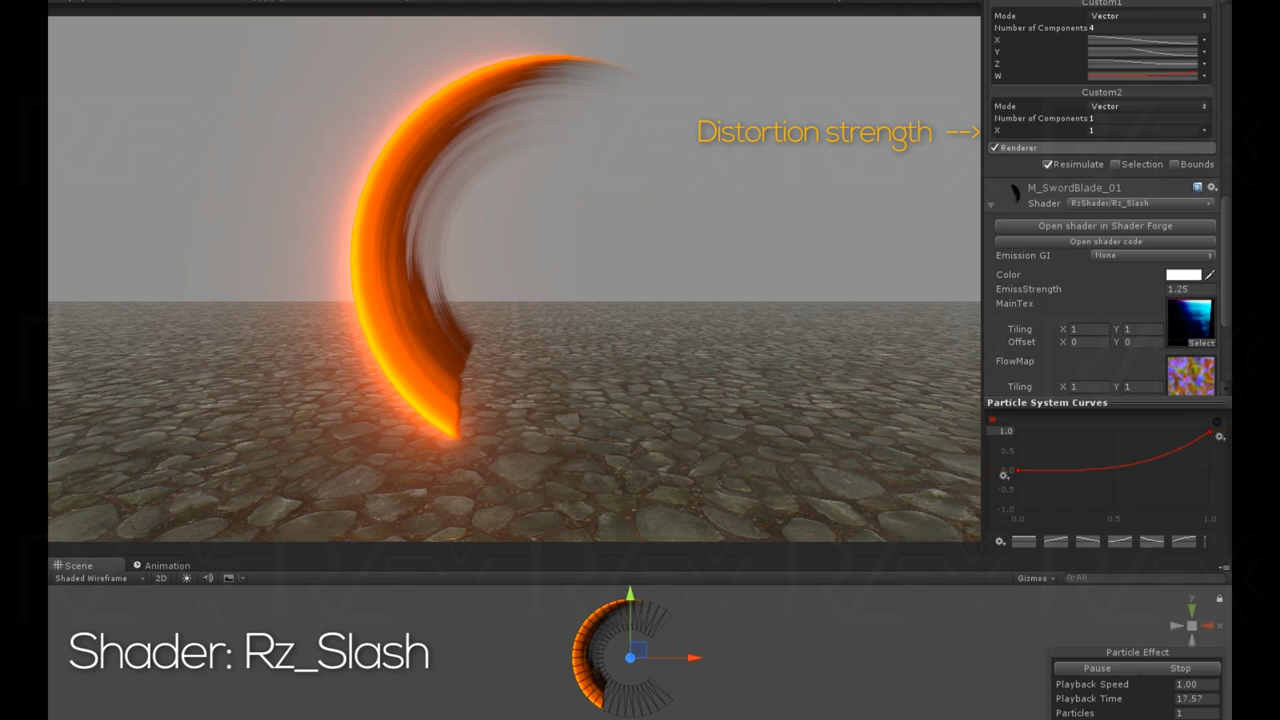 Custom1
Mode Vector
Number of Components 4
X
Y
Z
W
Custom2
Mode Vector
Number of Components 1
X 1
Distortion strength -->
Renderer
Resimulate Selection Bounds
M_SwordBlade_01
Shader RzShader/Rz_Slash
Open shader in Shader Forge
Open shader code
Emission GI None
Color
EmissStrength 1.25
MainTex
Tiling X 1 Y 1
Offset X 0 Y 0
Select
FlowMap
Tiling X 1 Y 1
Particle System Curves
1.0
0.5
0.0
-0.5
-1.0
0.0 0.5 1.0
Scene Animation
Shaded Wireframe 2D Gizmos All
Shader: Rz_Slash
y
x
Particle Effect
Pause Stop
Playback Speed 1.00
Playback Time 17.57
Particles 1